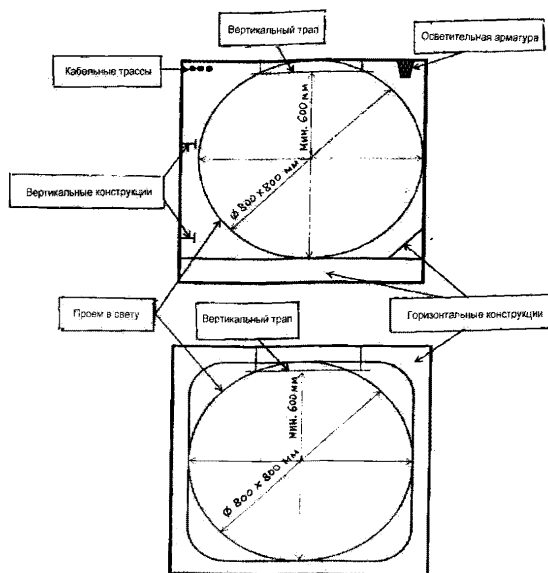 Вертикальный трап
Осветительная арматура
Кабельные трассы
мин. 600 мм
Ø 800 х 800 мм
Вертикальные конструкции
Проем в свету
Вертикальный трап
Горизонтальные конструкции
мин. 600 мм
Ø 800 х 800 мм